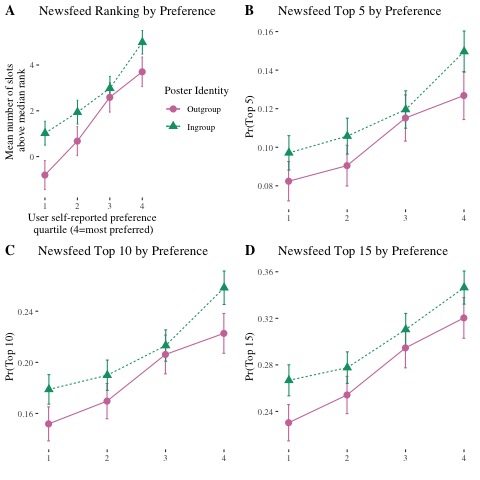 A Newsfeed Ranking by Preference
Mean number of slots
above median rank
4
2
0
1 2 3 4
User self-reported preference
quartile (4=most preferred)
Poster Identity
Outgroup
Ingroup
B Newsfeed Top 5 by Preference
Pr(Top 5)
0.16
0.14
0.12
0.10
0.08
1 2 3 4
C Newsfeed Top 10 by Preference
Pr(Top 10)
0.24
0.20
0.16
1 2 3 4
D Newsfeed Top 15 by Preference
Pr(Top 15)
0.36
0.32
0.28
0.24
1 2 3 4